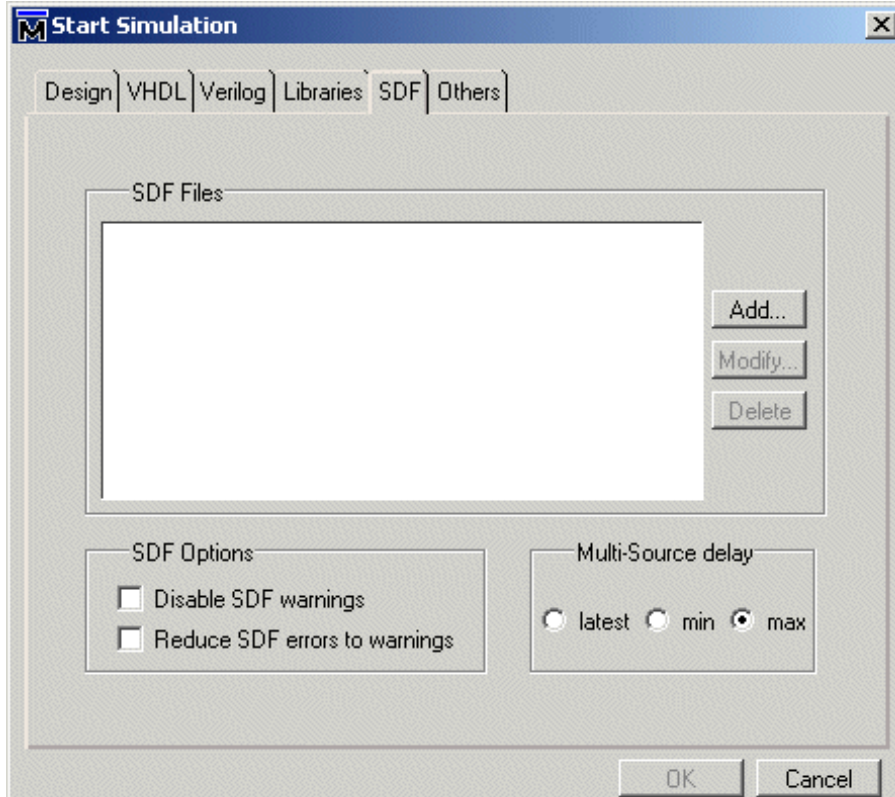 Start Simulation
Design VHDL Verilog Libraries SDF Others
SDF Files
Add...
Modify...
Delete
SDF Options
Disable SDF warnings
Reduce SDF errors to warnings
Multi-Source delay
latest min max
OK Cancel